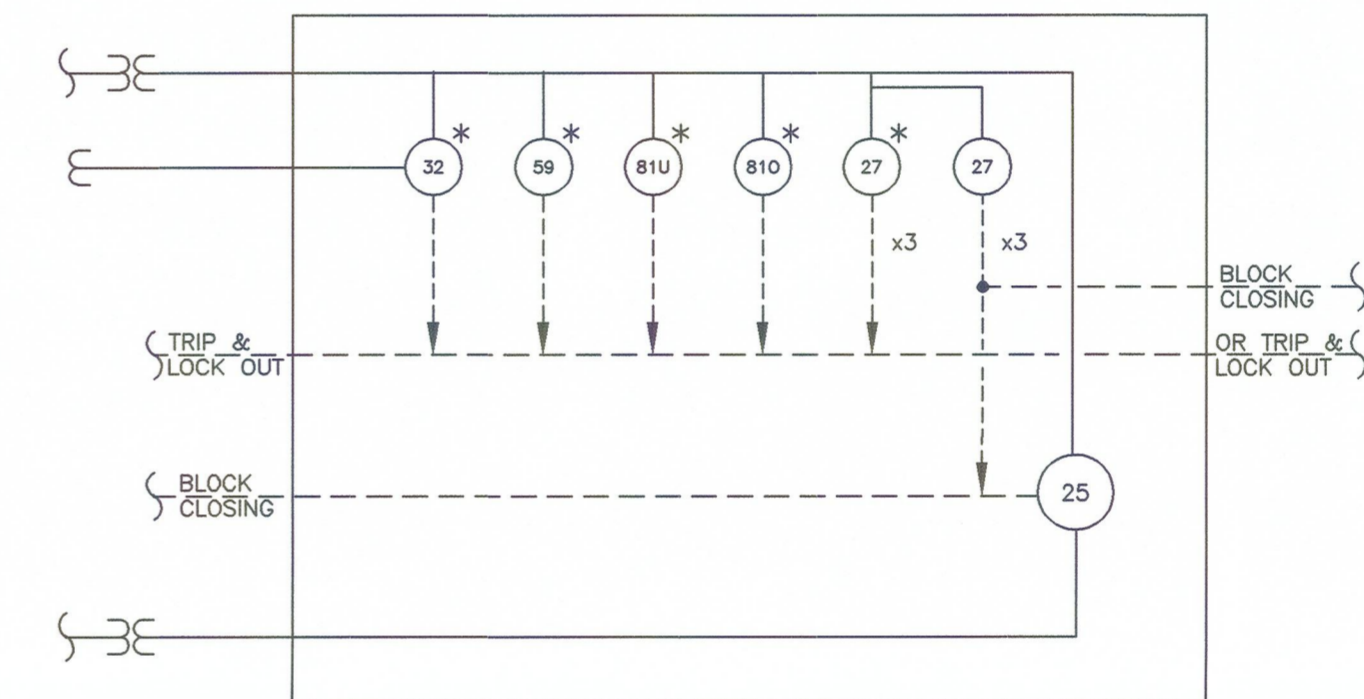 * * * * *
32 59 81U 81O 27 27
x3 x3
BLOCK
CLOSING
TRIP &
LOCK OUT
OR TRIP &
LOCK OUT
BLOCK
CLOSING
25